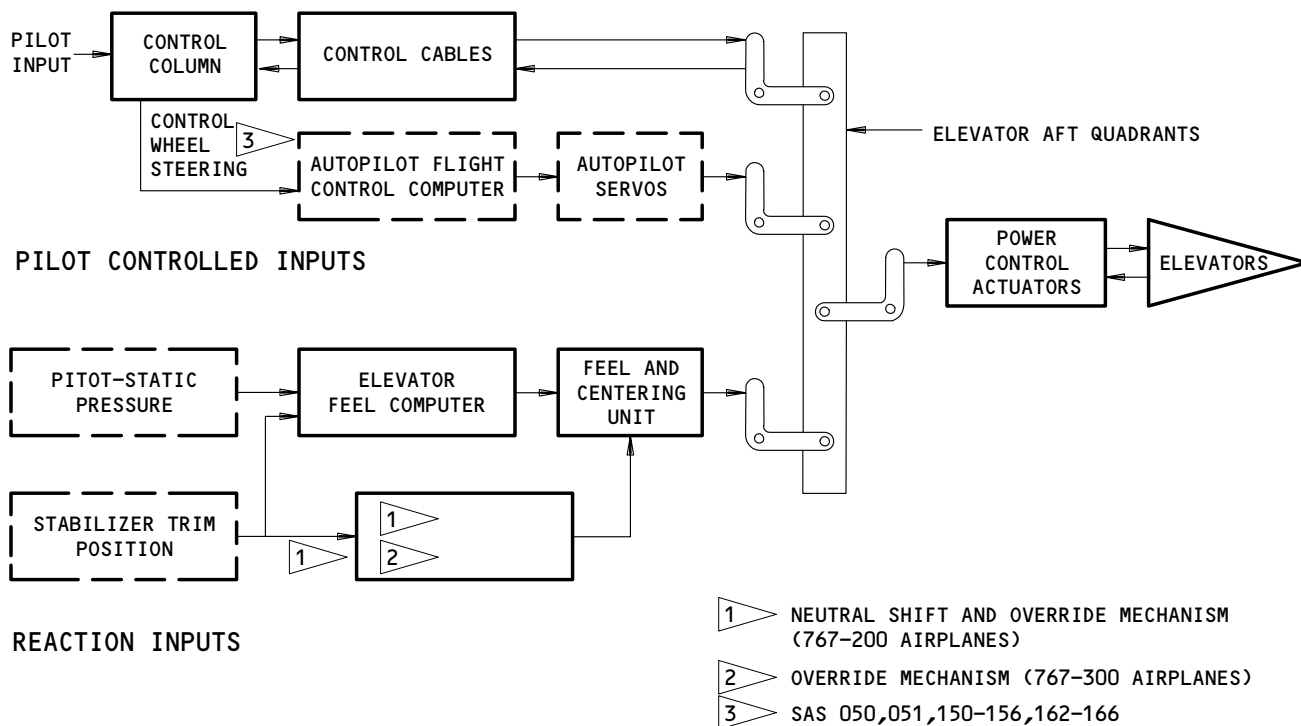 PILOT
INPUT
CONTROL
COLUMN
CONTROL CABLES
CONTROL
WHEEL
STEERING
3
AUTOPILOT FLIGHT
CONTROL COMPUTER
AUTOPILOT
SERVOS
ELEVATOR AFT QUADRANTS
PILOT CONTROLLED INPUTS
POWER
CONTROL
ACTUATORS
ELEVATORS
PITOT-STATIC
PRESSURE
ELEVATOR
FEEL COMPUTER
FEEL AND
CENTERING
UNIT
STABILIZER TRIM
POSITION
1
1
2
REACTION INPUTS
1 NEUTRAL SHIFT AND OVERRIDE MECHANISM
(767-200 AIRPLANES)
2 OVERRIDE MECHANISM (767-300 AIRPLANES)
3 SAS 050,051,150-156,162-166